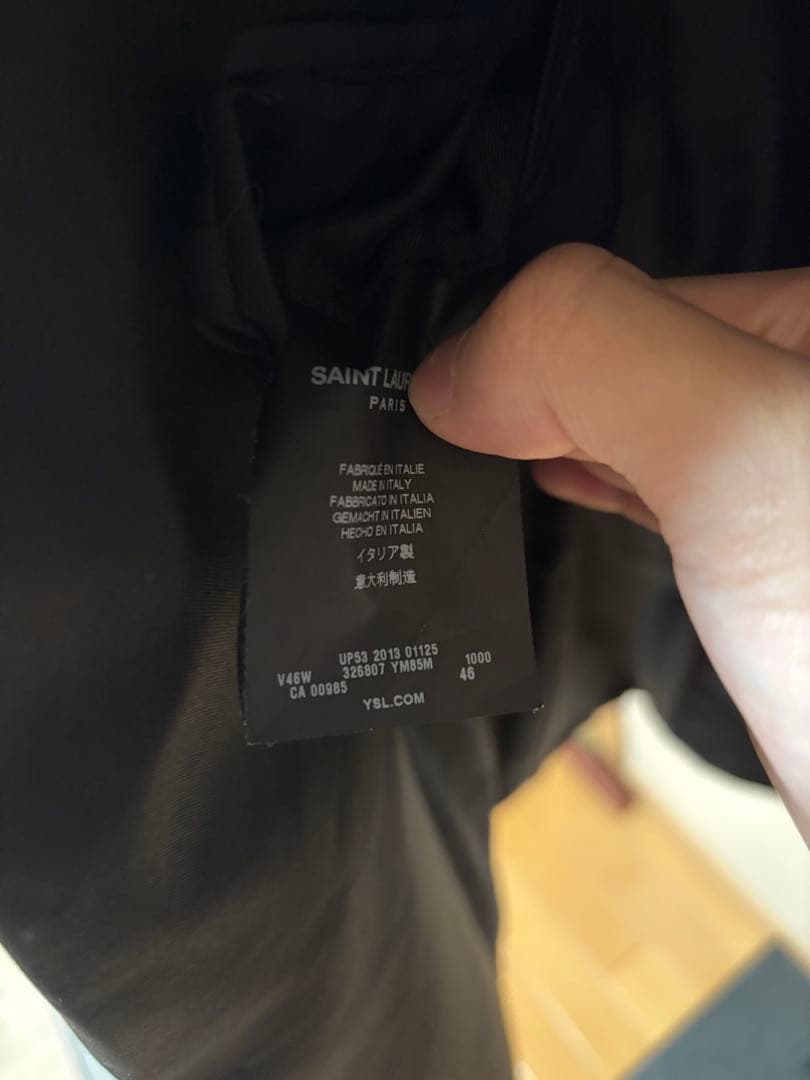 SAINT LAUR
PARIS
FABRIQUÉ EN ITALIE
MADE IN ITALY
FABBRICATO IN ITALIA
GEMACHT IN ITALIEN
HECHO EN ITALIA
イタリア製
意大利制造
UP53 2013 01125 1000
V46W 326807 YM85M 46
CA 00985
YSL.COM